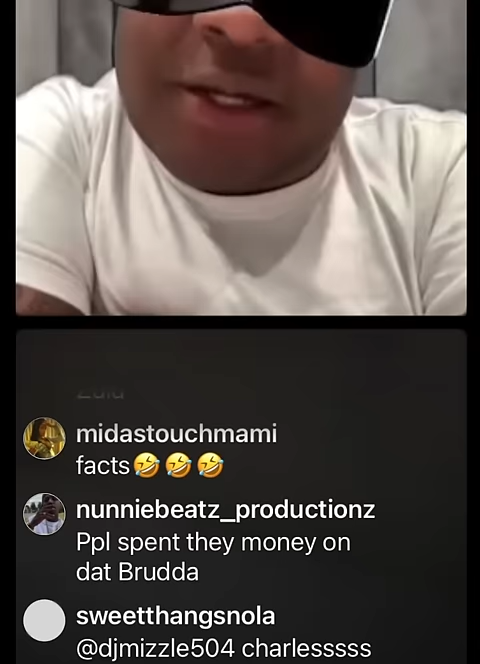 midastouchmami
facts🤣🤣🤣
nunniebeatz_productionz
Ppl spent they money on
dat Brudda
sweetthangsnola
@djmizzle504 charlesssss